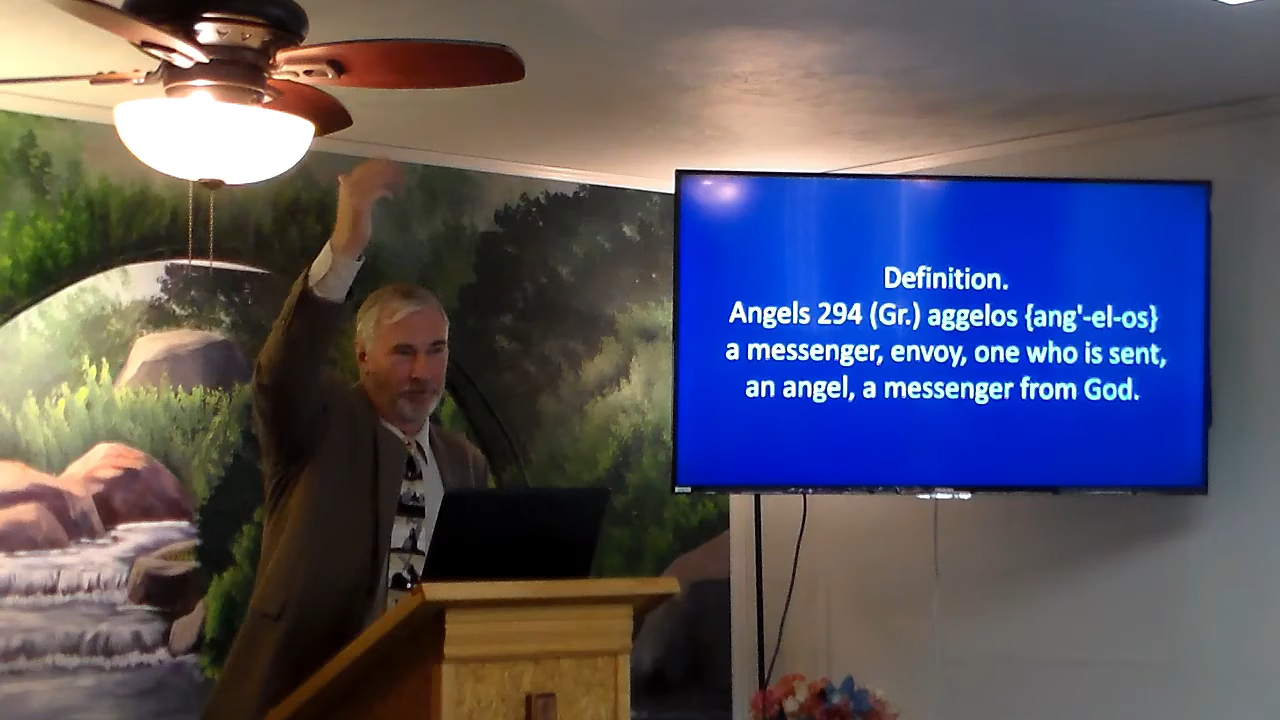 Definition.
Angels 294 (Gr.) aggelos {ang'-el-os}
a messenger, envoy, one who is sent,
an angel, a messenger from God.